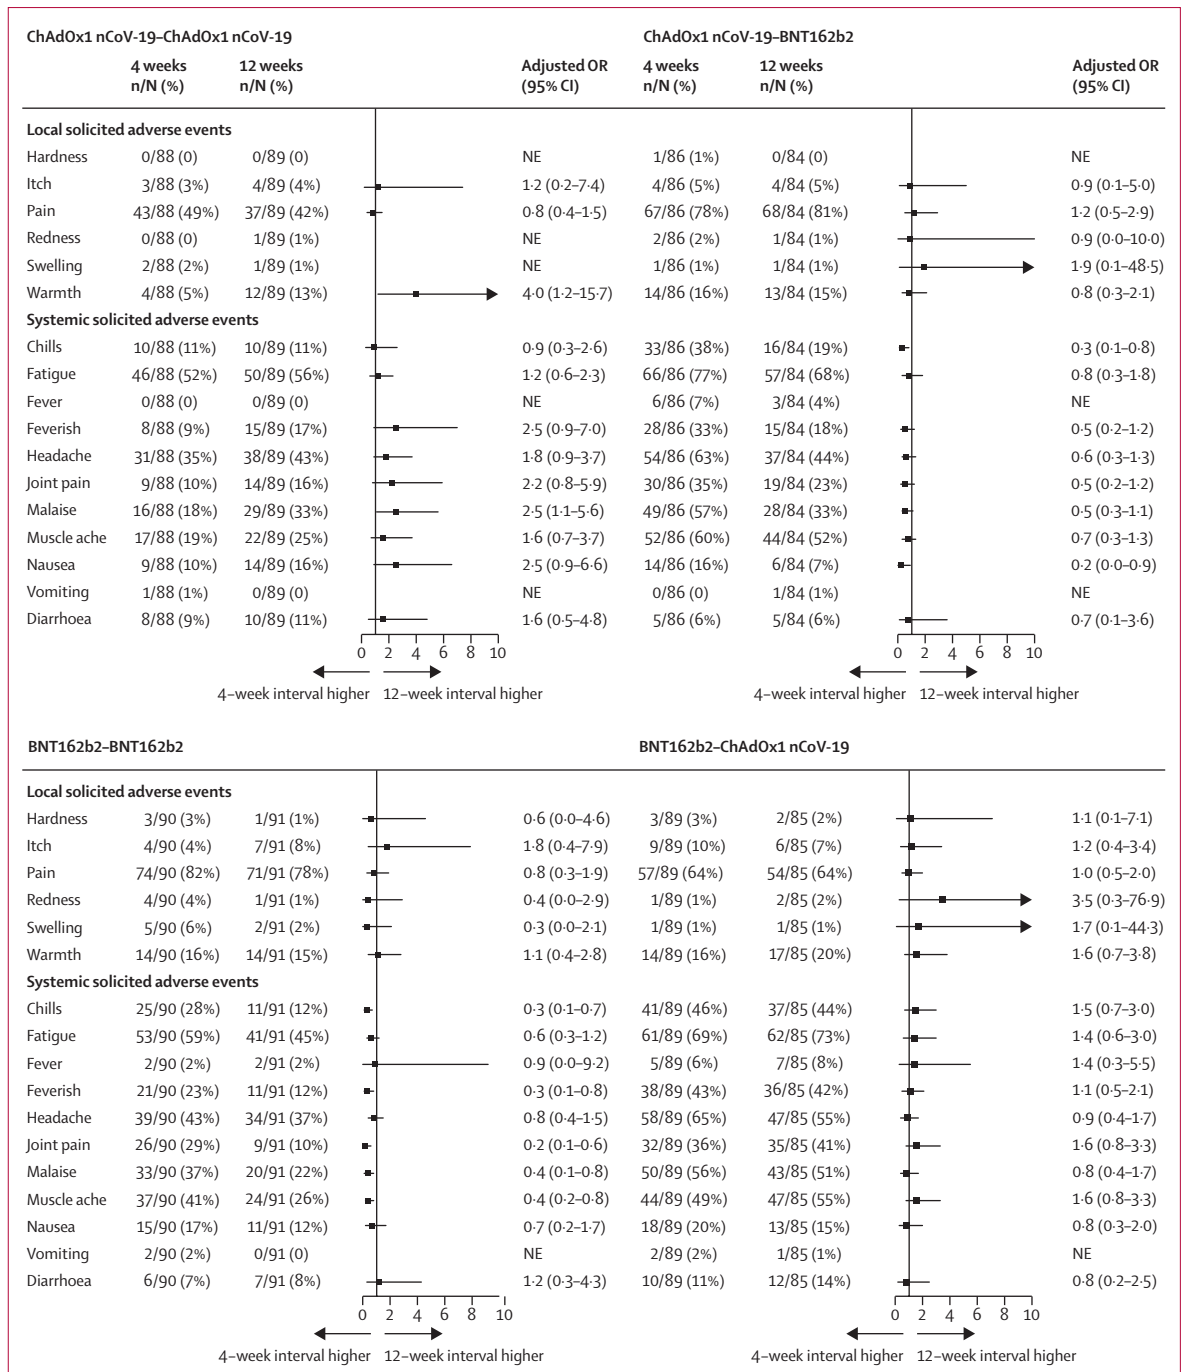 ChAdOx1 nCoV-19–ChAdOx1 nCoV-19 ChAdOx1 nCoV-19–BNT162b2
4 weeks 12 weeks Adjusted OR 4 weeks 12 weeks Adjusted OR
n/N (%) n/N (%) (95% CI) n/N (%) n/N (%) (95% CI)
Local solicited adverse events
Hardness 0/88 (0) 0/89 (0) NE 1/86 (1%) 0/84 (0) NE
Itch 3/88 (3%) 4/89 (4%) 1·2 (0·2–7·4) 4/86 (5%) 4/84 (5%) 0·9 (0·1–5·0)
Pain 43/88 (49%) 37/89 (42%) 0·8 (0·4–1·5) 67/86 (78%) 68/84 (81%) 1·2 (0·5–2·9)
Redness 0/88 (0) 1/89 (1%) NE 2/86 (2%) 1/84 (1%) 0·9 (0·0–10·0)
Swelling 2/88 (2%) 1/89 (1%) NE 1/86 (1%) 1/84 (1%) 1·9 (0·1–48·5)
Warmth 4/88 (5%) 12/89 (13%) 4·0 (1·2–15·7) 14/86 (16%) 13/84 (15%) 0·8 (0·3–2·1)
Systemic solicited adverse events
Chills 10/88 (11%) 10/89 (11%) 0·9 (0·3–2·6) 33/86 (38%) 16/84 (19%) 0·3 (0·1–0·8)
Fatigue 46/88 (52%) 50/89 (56%) 1·2 (0·6–2·3) 66/86 (77%) 57/84 (68%) 0·8 (0·3–1·8)
Fever 0/88 (0) 0/89 (0) NE 6/86 (7%) 3/84 (4%) NE
Feverish 8/88 (9%) 15/89 (17%) 2·5 (0·9–7·0) 28/86 (33%) 15/84 (18%) 0·5 (0·2–1·2)
Headache 31/88 (35%) 38/89 (43%) 1·8 (0·9–3·7) 54/86 (63%) 37/84 (44%) 0·6 (0·3–1·3)
Joint pain 9/88 (10%) 14/89 (16%) 2·2 (0·8–5·9) 30/86 (35%) 19/84 (23%) 0·5 (0·2–1·2)
Malaise 16/88 (18%) 29/89 (33%) 2·5 (1·1–5·6) 49/86 (57%) 28/84 (33%) 0·5 (0·3–1·1)
Muscle ache 17/88 (19%) 22/89 (25%) 1·6 (0·7–3·7) 52/86 (60%) 44/84 (52%) 0·7 (0·3–1·3)
Nausea 9/88 (10%) 14/89 (16%) 2·5 (0·9–6·6) 14/86 (16%) 6/84 (7%) 0·2 (0·0–0·9)
Vomiting 1/88 (1%) 0/89 (0) NE 0/86 (0) 1/84 (1%) NE
Diarrhoea 8/88 (9%) 10/89 (11%) 1·6 (0·5–4·8) 5/86 (6%) 5/84 (6%) 0·7 (0·1–3·6)
0 2 4 6 8 10 0 2 4 6 8 10
4–week interval higher 12–week interval higher 4–week interval higher 12–week interval higher
BNT162b2–BNT162b2 BNT162b2–ChAdOx1 nCoV-19
Local solicited adverse events
Hardness 3/90 (3%) 1/91 (1%) 0·6 (0·0–4·6) 3/89 (3%) 2/85 (2%) 1·1 (0·1–7·1)
Itch 4/90 (4%) 7/91 (8%) 1·8 (0·4–7·9) 9/89 (10%) 6/85 (7%) 1·2 (0·4–3·4)
Pain 74/90 (82%) 71/91 (78%) 0·8 (0·3–1·9) 57/89 (64%) 54/85 (64%) 1·0 (0·5–2·0)
Redness 4/90 (4%) 1/91 (1%) 0·4 (0·0–2·9) 1/89 (1%) 2/85 (2%) 3·5 (0·3–76·9)
Swelling 5/90 (6%) 2/91 (2%) 0·3 (0·0–2·1) 1/89 (1%) 1/85 (1%) 1·7 (0·1–44·3)
Warmth 14/90 (16%) 14/91 (15%) 1·1 (0·4–2·8) 14/89 (16%) 17/85 (20%) 1·6 (0·7–3·8)
Systemic solicited adverse events
Chills 25/90 (28%) 11/91 (12%) 0·3 (0·1–0·7) 41/89 (46%) 37/85 (44%) 1·5 (0·7–3·0)
Fatigue 53/90 (59%) 41/91 (45%) 0·6 (0·3–1·2) 61/89 (69%) 62/85 (73%) 1·4 (0·6–3·0)
Fever 2/90 (2%) 2/91 (2%) 0·9 (0·0–9·2) 5/89 (6%) 7/85 (8%) 1·4 (0·3–5·5)
Feverish 21/90 (23%) 11/91 (12%) 0·3 (0·1–0·8) 38/89 (43%) 36/85 (42%) 1·1 (0·5–2·1)
Headache 39/90 (43%) 34/91 (37%) 0·8 (0·4–1·5) 58/89 (65%) 47/85 (55%) 0·9 (0·4–1·7)
Joint pain 26/90 (29%) 9/91 (10%) 0·2 (0·1–0·6) 32/89 (36%) 35/85 (41%) 1·6 (0·8–3·3)
Malaise 33/90 (37%) 20/91 (22%) 0·4 (0·1–0·8) 50/89 (56%) 43/85 (51%) 0·8 (0·4–1·7)
Muscle ache 37/90 (41%) 24/91 (26%) 0·4 (0·2–0·8) 44/89 (49%) 47/85 (55%) 1·6 (0·8–3·3)
Nausea 15/90 (17%) 11/91 (12%) 0·7 (0·2–1·7) 18/89 (20%) 13/85 (15%) 0·8 (0·3–2·0)
Vomiting 2/90 (2%) 0/91 (0) NE 2/89 (2%) 1/85 (1%) NE
Diarrhoea 6/90 (7%) 7/91 (8%) 1·2 (0·3–4·3) 10/89 (11%) 12/85 (14%) 0·8 (0·2–2·5)
0 2 4 6 8 10 0 2 4 6 8 10
4–week interval higher 12–week interval higher 4–week interval higher 12–week interval higher